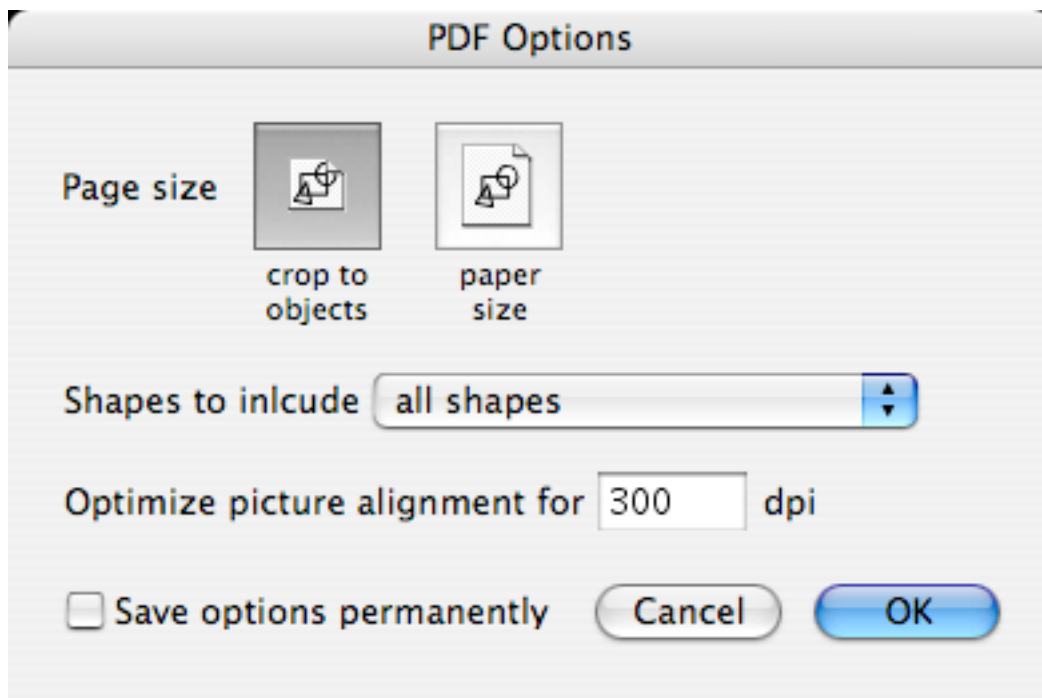 PDF Options
Page size
crop to
objects
paper
size
Shapes to inlcude all shapes
Optimize picture alignment for 300 dpi
Save options permanently Cancel OK